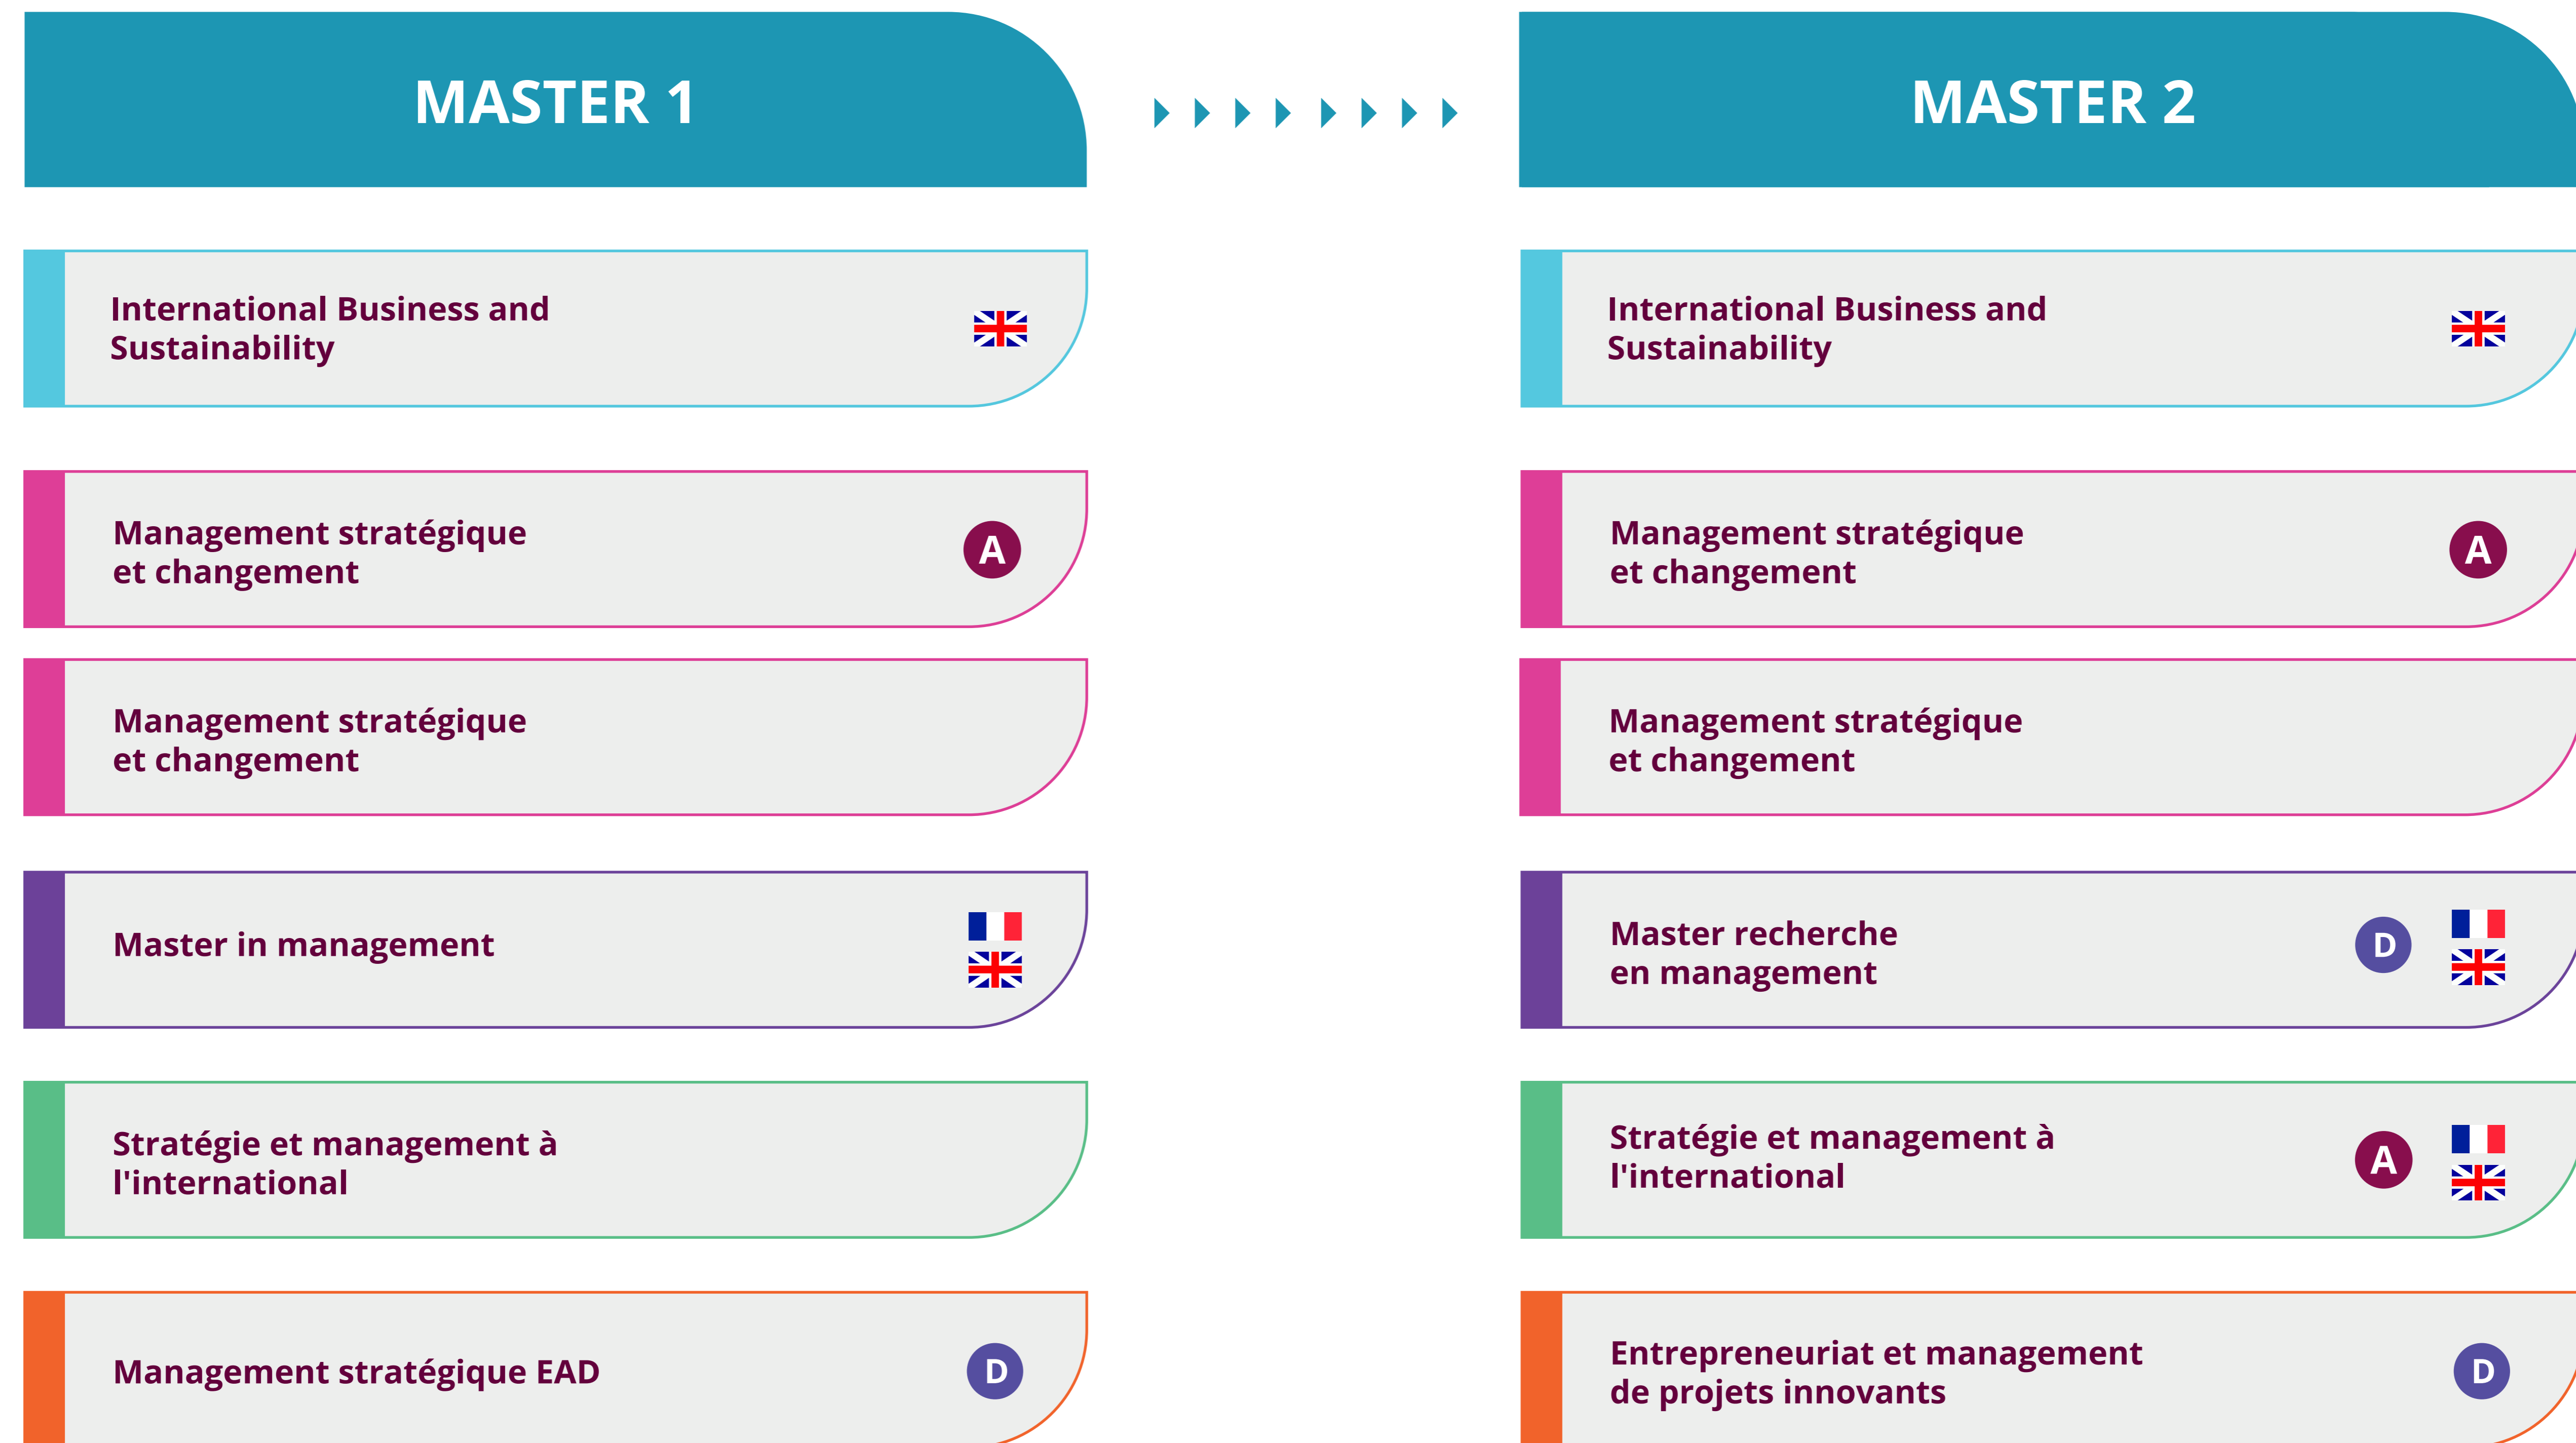 MASTER 1
MASTER 2
International Business and
Sustainability
International Business and
Sustainability
Management stratégique
et changement
A
Management stratégique
et changement
A
Management stratégique
et changement
Management stratégique
et changement
Master in management
Master recherche
en management
D
Stratégie et management à
l'international
Stratégie et management à
l'international
A
Management stratégique EAD
D
Entrepreneuriat et management
de projets innovants
D